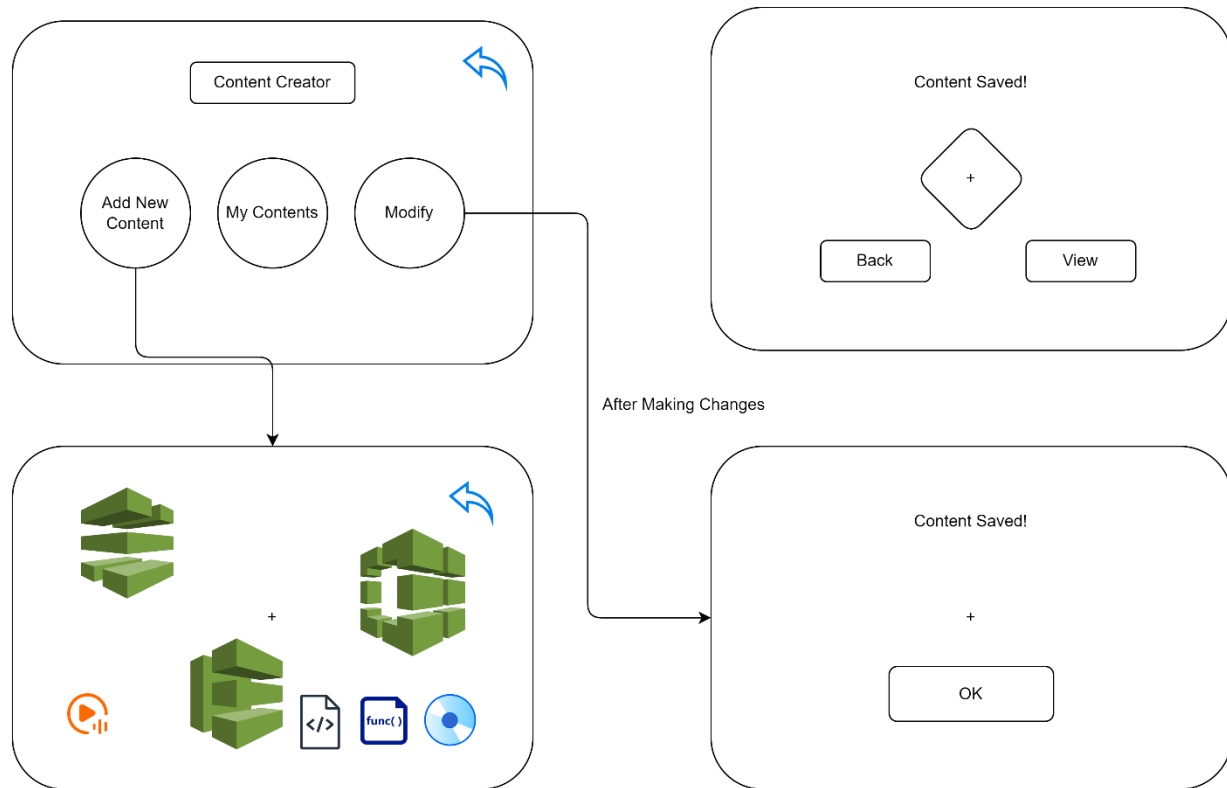 Content Creator
Add New
Content
My Contents
Modify
Content Saved!
+
Back
View
After Making Changes
+
</>
func( )
Content Saved!
+
OK